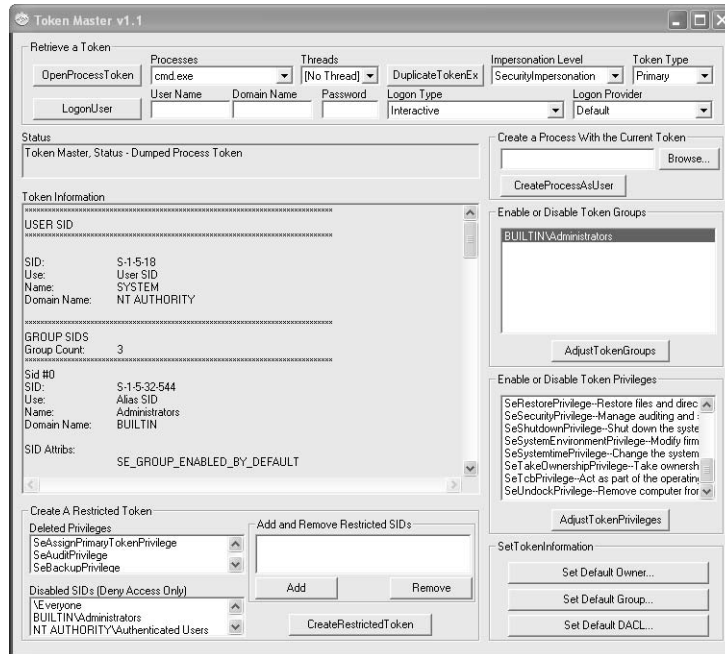 Token Master v1.1
Retrieve a Token
Processes Threads Impersonation Level Token Type
OpenProcessToken cmd.exe [No Thread] DuplicateTokenEx SecurityImpersonation Primary
User Name Domain Name Password Logon Type Logon Provider
LogonUser Interactive Default
Status
Token Master, Status - Dumped Process Token
Create a Process With the Current Token
Browse...
CreateProcessAsUser
Token Information
USER SID
SID: S-1-5-18
Use: User SID
Name: SYSTEM
Domain Name: NT AUTHORITY
GROUP SIDS
Group Count: 3
Sid #0
SID: S-1-5-32-544
Use: Alias SID
Name: Administrators
Domain Name: BUILTIN
SID Attribs:
SE_GROUP_ENABLED_BY_DEFAULT
Enable or Disable Token Groups
BUILTIN\Administrators
AdjustTokenGroups
Enable or Disable Token Privileges
SeRestorePrivilege--Restore files and direc
SeSecurityPrivilege--Manage auditing and
SeShutdownPrivilege--Shut down the syste
SeSystemEnvironmentPrivilege--Modify firm
SeSystemtimePrivilege--Change the system
SeTakeOwnershipPrivilege--Take ownersh
SeTcbPrivilege--Act as part of the operating
SeUndockPrivilege--Remove computer fror
AdjustTokenPrivileges
Create A Restricted Token
Deleted Privileges
SeAssignPrimaryTokenPrivilege
SeAuditPrivilege
SeBackupPrivilege
Disabled SIDs (Deny Access Only)
\Everyone
BUILTIN\Administrators
NT AUTHORITY\Authenticated Users
Add and Remove Restricted SIDs
Add Remove
CreateRestrictedToken
SetTokenInformation
Set Default Owner...
Set Default Group...
Set Default DACL...